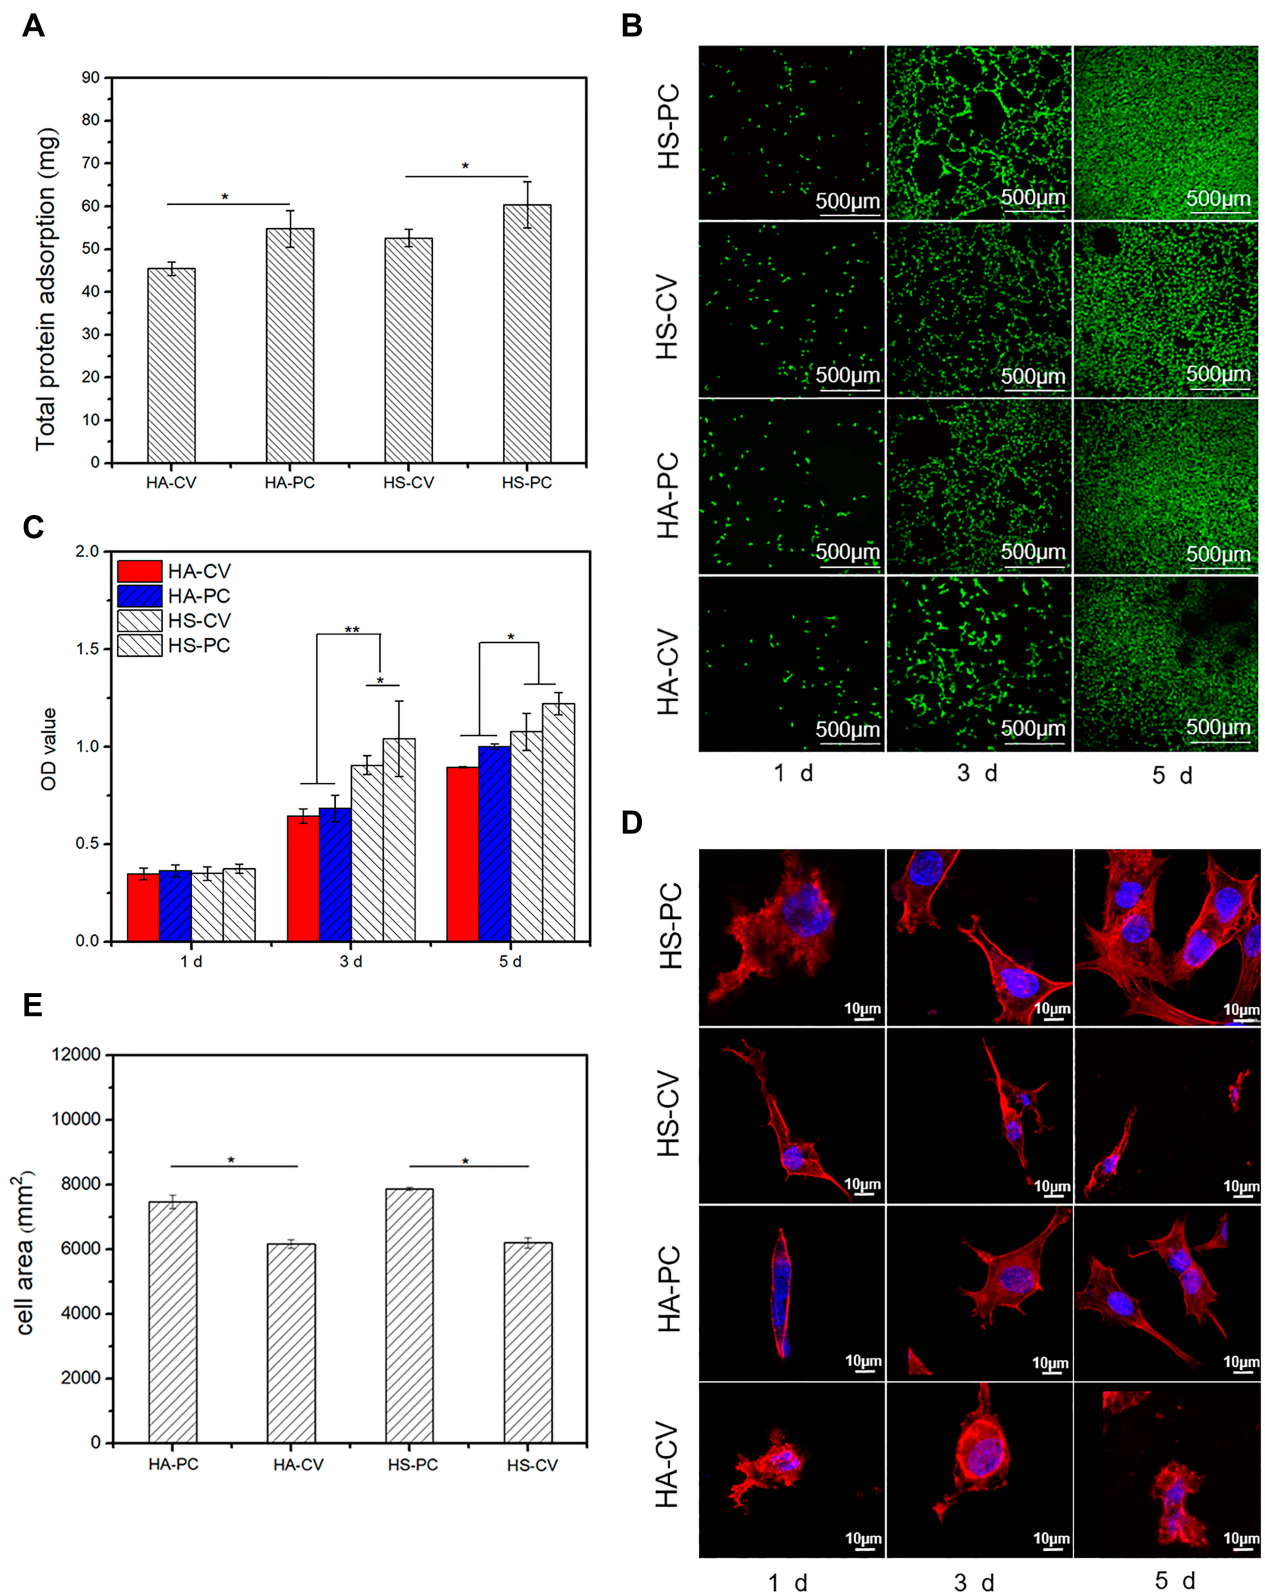 A
Total protein adsorption (mg)
90
80
70
60
50
40
30
20
10
0
*
*
HA-CV HA-PC HS-CV HS-PC
B
HS-PC
500μm 500μm 500μm
HS-CV
500μm 500μm 500μm
HA-PC
500μm 500μm 500μm
HA-CV
500μm 500μm 500μm
1 d 3 d 5 d
C
OD value
2.0
1.5
1.0
0.5
0.0
HA-CV
HA-PC
HS-CV
HS-PC
**
*
*
1 d 3 d 5 d
D
HS-PC
10μm 10μm 10μm
HS-CV
10μm 10μm 10μm
HA-PC
10μm 10μm 10μm
HA-CV
10μm 10μm 10μm
1 d 3 d 5 d
E
cell area (mm²)
12000
10000
8000
6000
4000
2000
0
*
*
HA-PC HA-CV HS-PC HS-CV